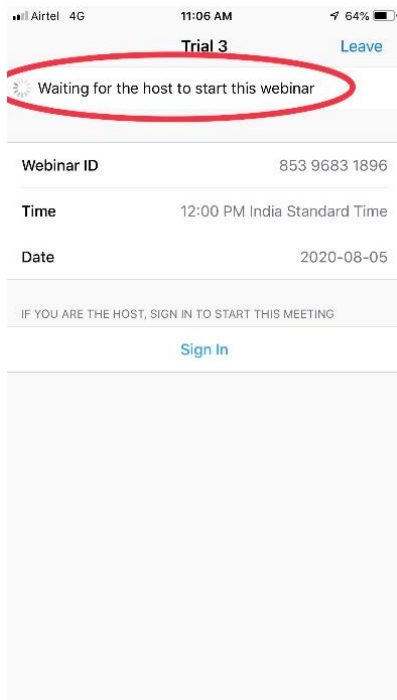 Airtel 4G 11:06 AM 64%
Trial 3 Leave
Waiting for the host to start this webinar
Webinar ID 853 9683 1896
Time 12:00 PM India Standard Time
Date 2020-08-05
IF YOU ARE THE HOST, SIGN IN TO START THIS MEETING
Sign In